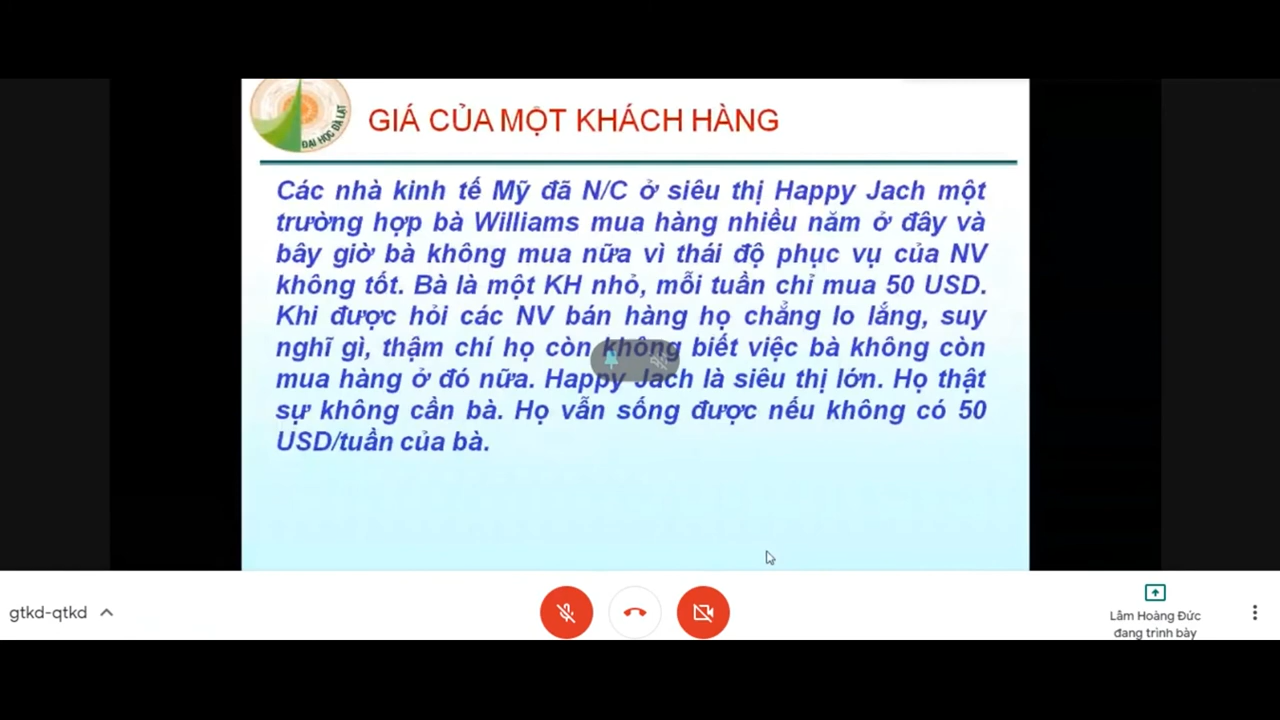 ĐẠI HỌC ĐÀ LẠT
GIÁ CỦA MỘT KHÁCH HÀNG
Các nhà kinh tế Mỹ đã N/C ở siêu thị Happy Jach một
trường hợp bà Williams mua hàng nhiều năm ở đây và
bây giờ bà không mua nữa vì thái độ phục vụ của NV
không tốt. Bà là một KH nhỏ, mỗi tuần chỉ mua 50 USD.
Khi được hỏi các NV bán hàng họ chẳng lo lắng, suy
nghĩ gì, thậm chí họ còn không biết việc bà không còn
mua hàng ở đó nữa. Happy Jach là siêu thị lớn. Họ thật
sự không cần bà. Họ vẫn sống được nếu không có 50
USD/tuần của bà.
gtkd-qtkd
Lâm Hoàng Đức
đang trình bày